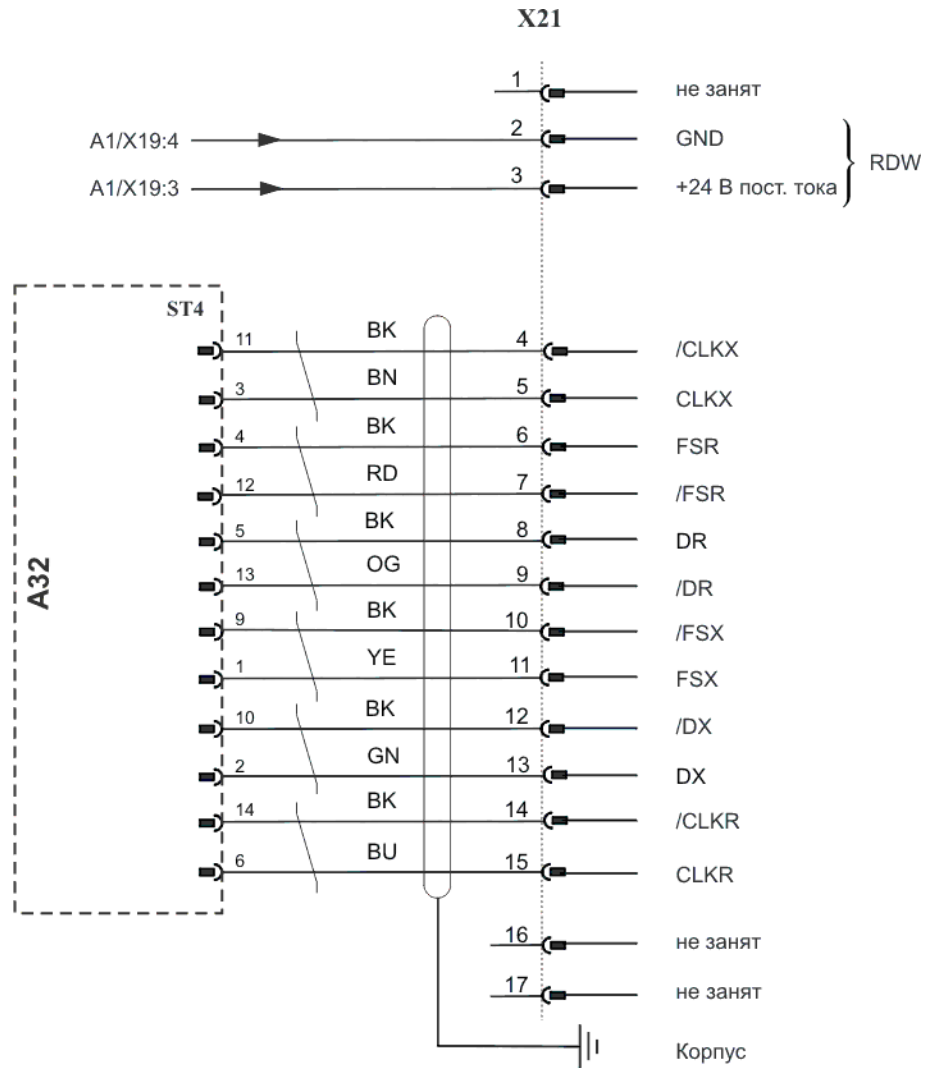 X21
1 не занят
A1/X19:4 2 GND
RDW
A1/X19:3 3 +24 В пост. тока
ST4
11 BK 4 /CLKX
3 BN 5 CLKX
4 BK 6 FSR
12 RD 7 /FSR
5 BK 8 DR
A32
13 OG 9 /DR
9 BK 10 /FSX
1 YE 11 FSX
10 BK 12 /DX
2 GN 13 DX
14 BK 14 /CLKR
6 BU 15 CLKR
16 не занят
17 не занят
Корпус